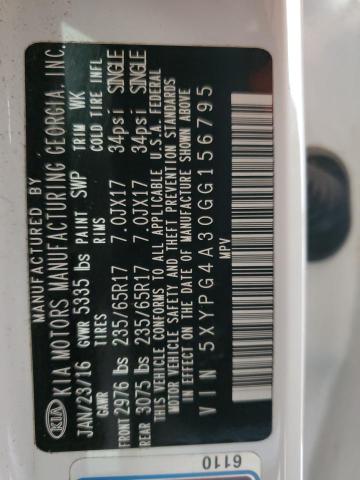 MANUFACTURED BY
KIA KIA MOTORS MANUFACTURING GEORGIA, INC.
JAN/23/16 GVWR 5335 lbs PAINT SWP TRIM WK
GAWR TIRES RIMS COLD TIRE INFL
FRONT 2976 lbs 235/65R17 7.0JX17 34psi SINGLE
REAR 3075 lbs 235/65R17 7.0JX17 34psi SINGLE
THIS VEHICLE CONFORMS TO ALL APPLICABLE U.S.A. FEDERAL
MOTOR VEHICLE SAFETY AND THEFT PREVENTION STANDARDS
IN EFFECT ON THE DATE OF MANUFACTURE SHOWN ABOVE
VIN 5XYPG4A30GG156795
MPV
6110